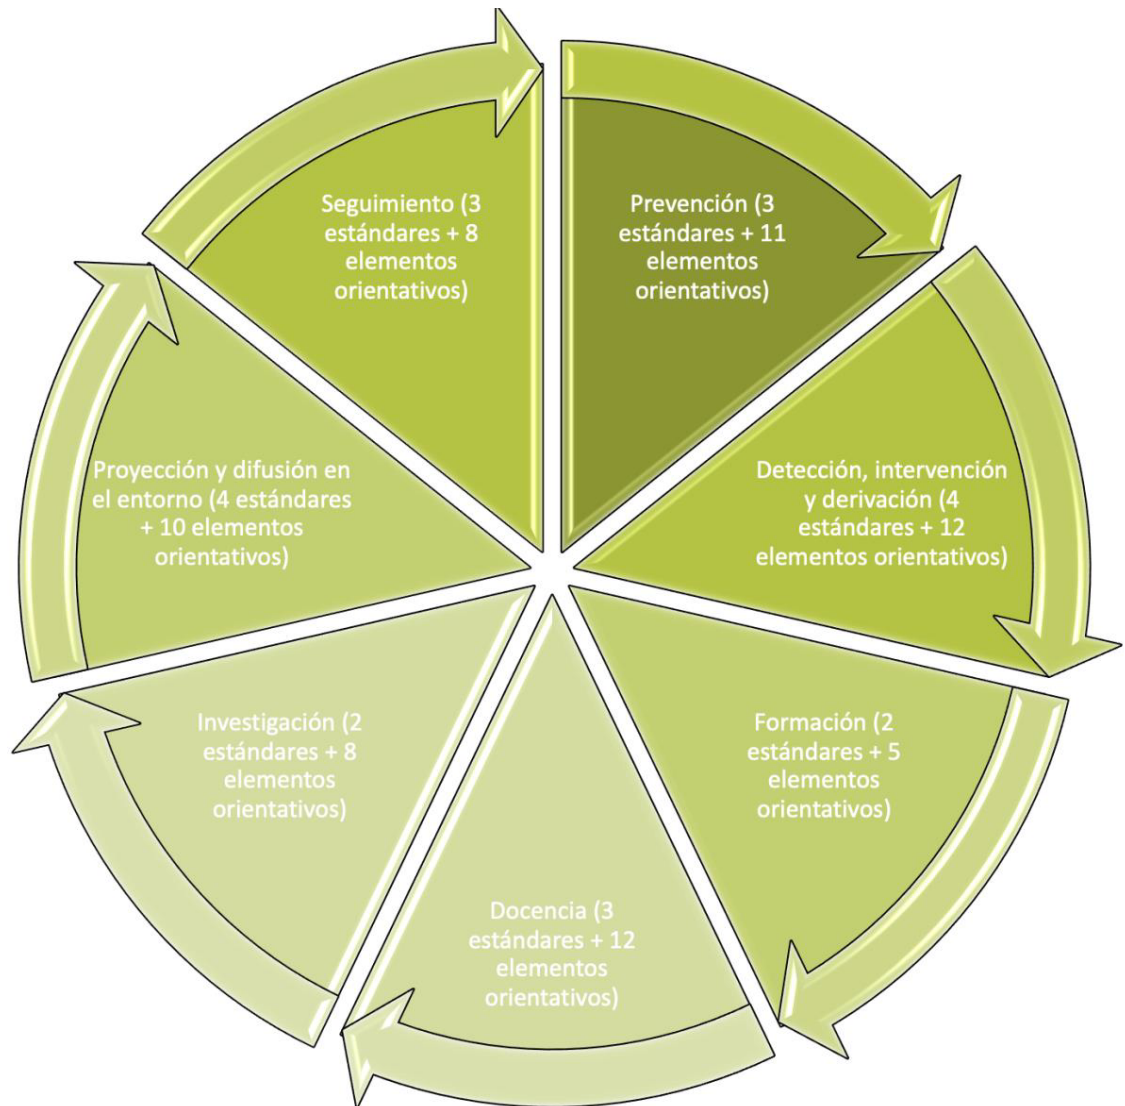 Seguimiento (3
estándares + 8
elementos
orientativos)
Prevención (3
estándares + 11
elementos
orientativos)
Proyección y difusión en
el entorno (4 estándares
+ 10 elementos
orientativos)
Detección, intervención
y derivación (4
estándares + 12
elementos orientativos)
Investigación (2
estándares + 8
elementos
orientativos)
Formación (2
estándares + 5
elementos
orientativos)
Docencia (3
estándares + 12
elementos
orientativos)